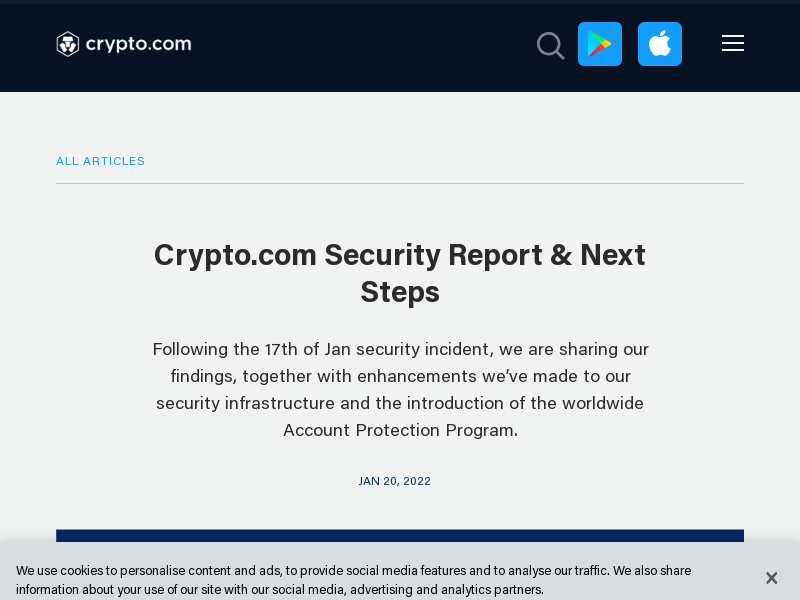 crypto.com
ALL ARTICLES
Crypto.com Security Report & Next
Steps
Following the 17th of Jan security incident, we are sharing our
findings, together with enhancements we’ve made to our
security infrastructure and the introduction of the worldwide
Account Protection Program.
JAN 20, 2022
We use cookies to personalise content and ads, to provide social media features and to analyse our traffic. We also share
information about your use of our site with our social media, advertising and analytics partners.